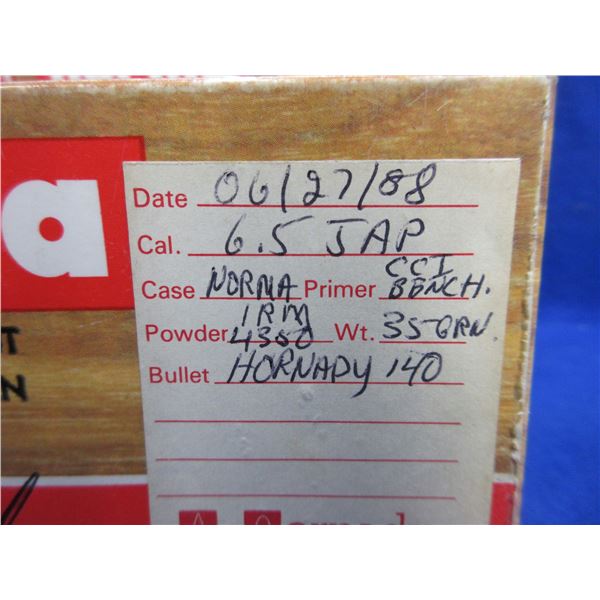 a
Date 06/27/88
Cal. 6.5 JAP
Case NORMA Primer CCI BENCH.
Powder 1RM 4350 Wt. 35 GRN.
Bullet HORNADY 140